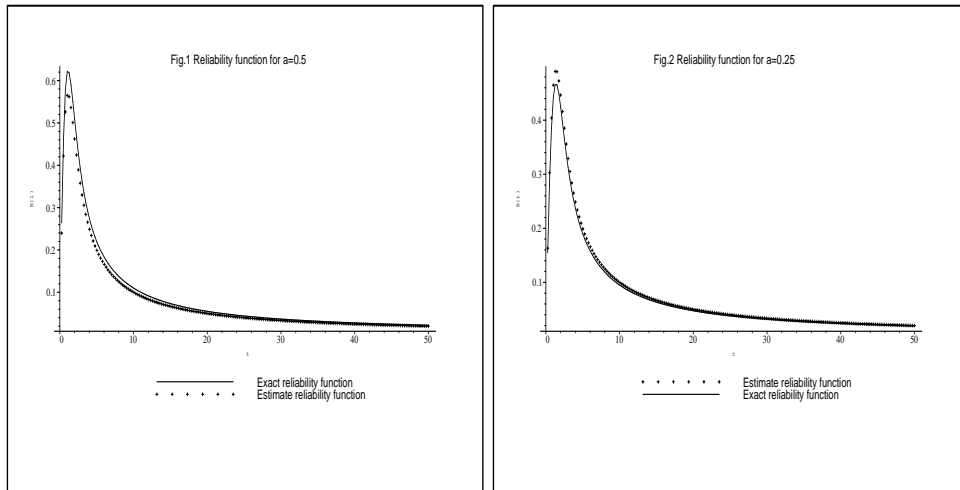 Fig.1 Reliability function for a=0.5
0.6
0.5
0.4
0.3
0.2
0.1
0 10 20 30 40 50
Exact reliability function
Estimate reliability function
Fig.2 Reliability function for a=0.25
0.4
R(t)
0.3
0.2
0.1
0 10 20 30 40 50
Estimate reliability function
Exact reliability function